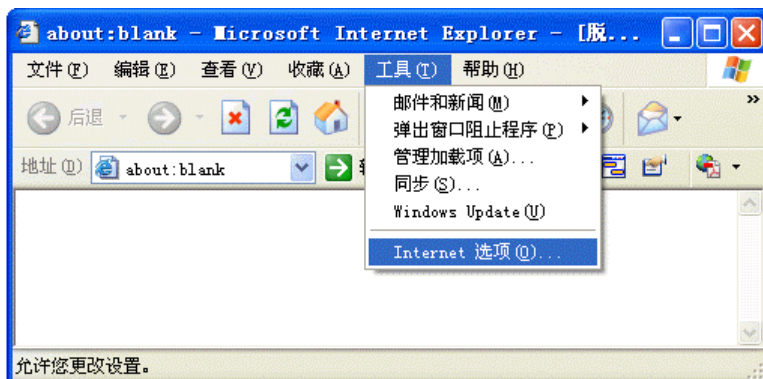 about:blank - Microsoft Internet Explorer - [脱...
文件(F) 编辑(E) 查看(V) 收藏(A) 工具(T) 帮助(H)
后退
邮件和新闻(M)
弹出窗口阻止程序(P)
管理加载项(A)...
同步(S)...
Windows Update(U)
Internet 选项(O)...
地址(D) about:blank
允许您更改设置。